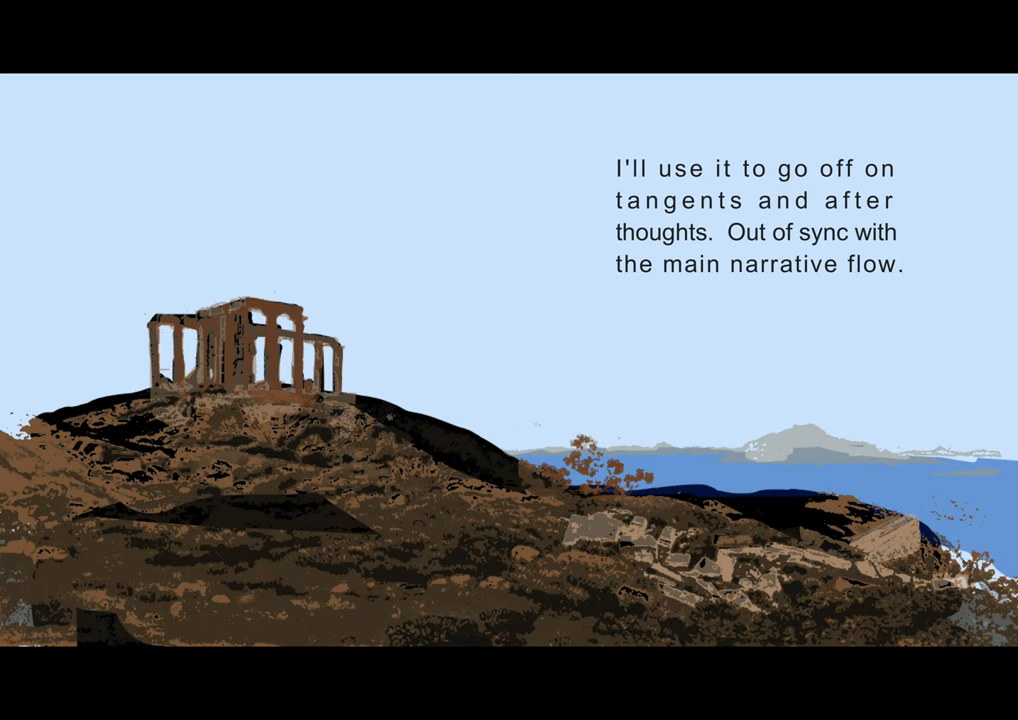 I'll use it to go off on
tangents and after
thoughts.  Out of sync with
the main narrative flow.